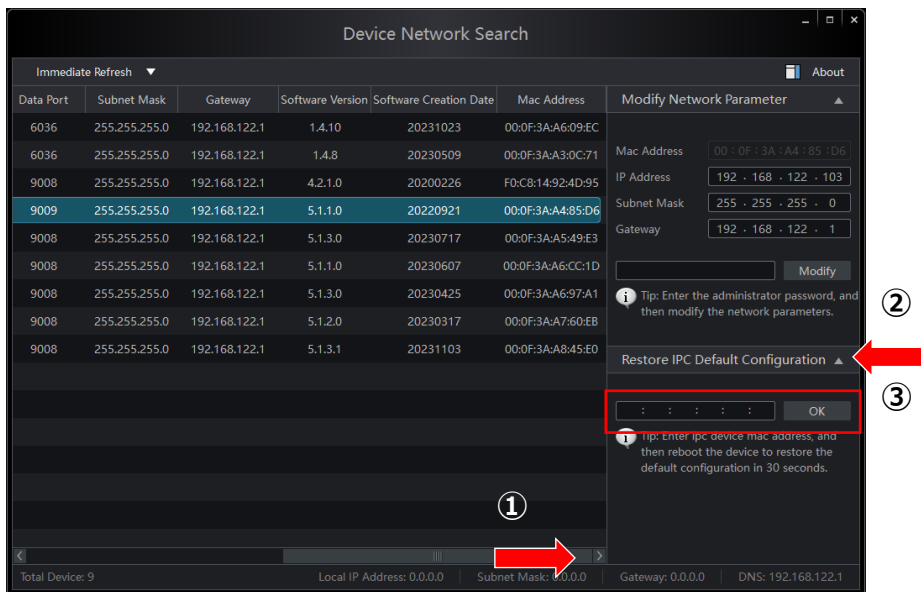 Device Network Search
Immediate Refresh ▼ About
Data Port Subnet Mask Gateway Software Version Software Creation Date Mac Address
6036 255.255.255.0 192.168.122.1 1.4.10 20231023 00:0F:3A:A6:09:EC
6036 255.255.255.0 192.168.122.1 1.4.8 20230509 00:0F:3A:A3:0C:71
9008 255.255.255.0 192.168.122.1 4.2.1.0 20200226 F0:C8:14:92:4D:95
9009 255.255.255.0 192.168.122.1 5.1.1.0 20220921 00:0F:3A:A4:85:D6
9008 255.255.255.0 192.168.122.1 5.1.3.0 20230717 00:0F:3A:A5:49:E3
9008 255.255.255.0 192.168.122.1 5.1.1.0 20230607 00:0F:3A:A6:CC:1D
9008 255.255.255.0 192.168.122.1 5.1.3.0 20230425 00:0F:3A:A6:97:A1
9008 255.255.255.0 192.168.122.1 5.1.2.0 20230317 00:0F:3A:A7:60:EB
9008 255.255.255.0 192.168.122.1 5.1.3.1 20231103 00:0F:3A:A8:45:E0
Modify Network Parameter ▲
Mac Address 00 : 0F : 3A : A4 : 85 : D6
IP Address 192 . 168 . 122 . 103
Subnet Mask 255 . 255 . 255 . 0
Gateway 192 . 168 . 122 . 1
Modify
Tip: Enter the administrator password, and
then modify the network parameters.
②
Restore IPC Default Configuration ▲
③
: : : : : OK
Tip: Enter ipc device mac address, and
then reboot the device to restore the
default configuration in 30 seconds.
①
Total Device: 9 Local IP Address: 0.0.0.0 Subnet Mask: 0.0.0.0 Gateway: 0.0.0.0 DNS: 192.168.122.1